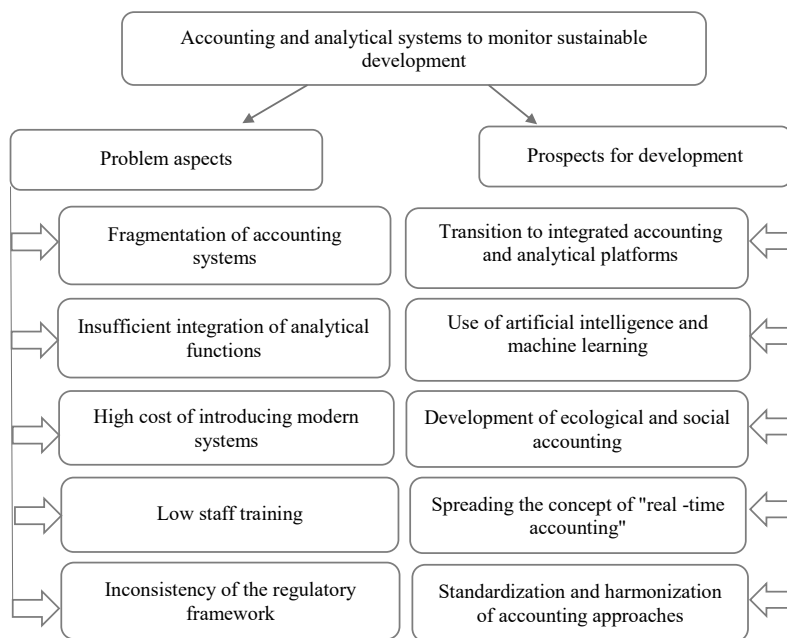 Accounting and analytical systems to monitor sustainable
development
Problem aspects
Prospects for development
Fragmentation of accounting
systems
Transition to integrated accounting
and analytical platforms
Insufficient integration of analytical
functions
Use of artificial intelligence and
machine learning
High cost of introducing modern
systems
Development of ecological and social
accounting
Low staff training
Spreading the concept of "real -time
accounting"
Inconsistency of the regulatory
framework
Standardization and harmonization
of accounting approaches